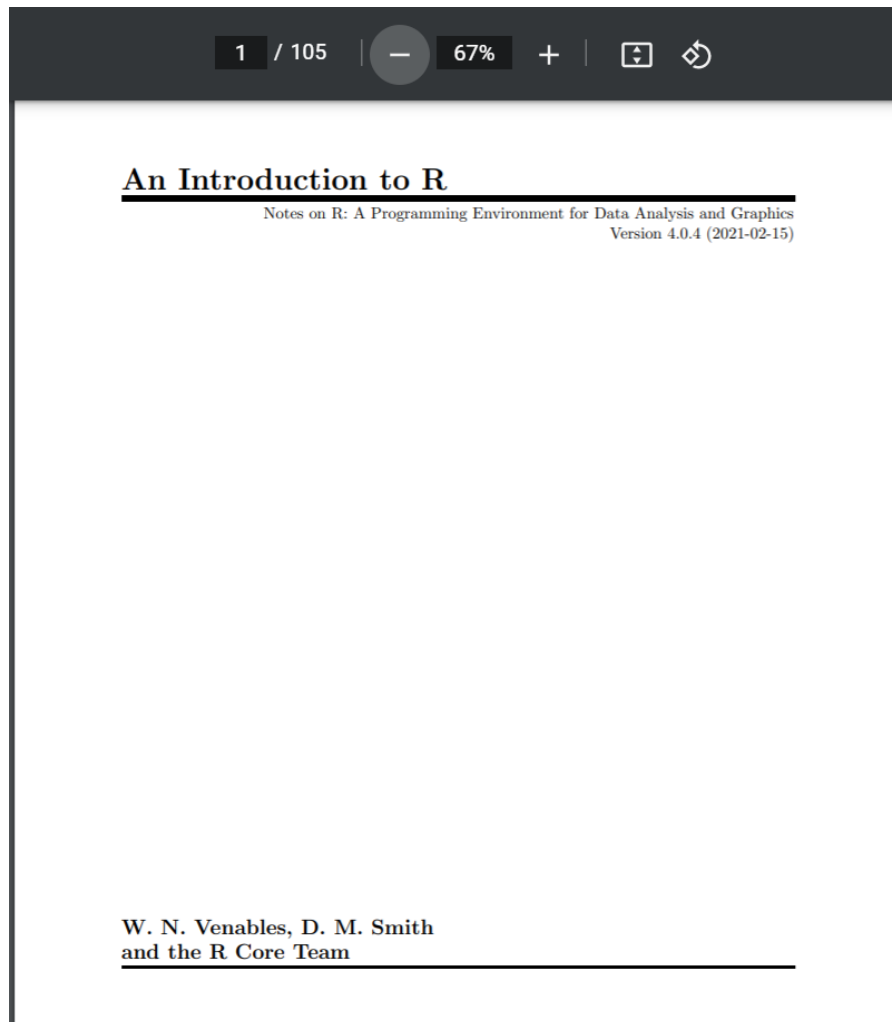 1 / 105 − 67% +
An Introduction to R
Notes on R: A Programming Environment for Data Analysis and Graphics
Version 4.0.4 (2021-02-15)
W. N. Venables, D. M. Smith
and the R Core Team